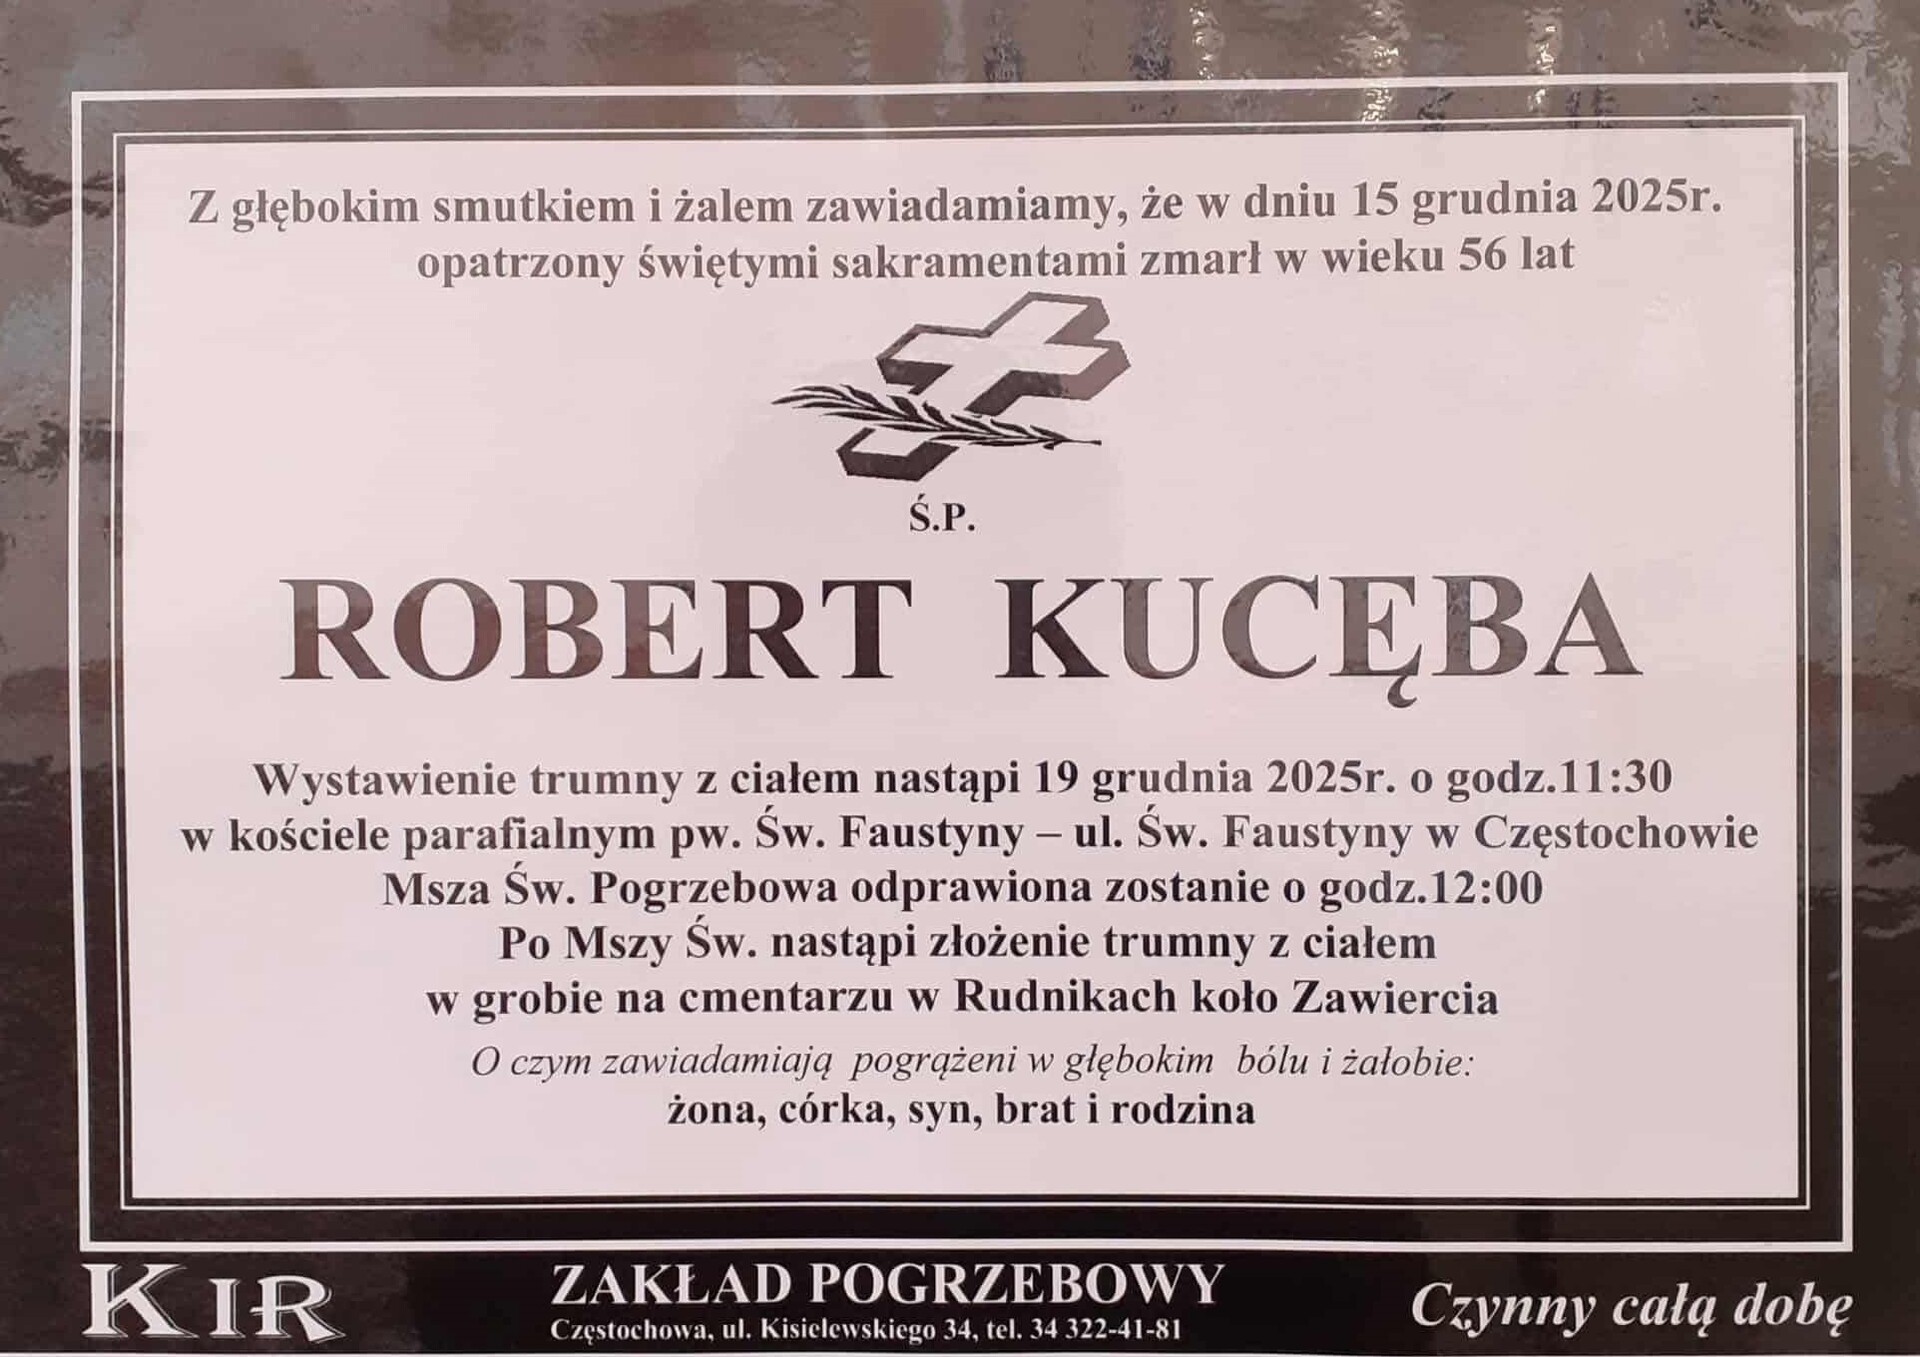 Z głębokim smutkiem i żalem zawiadamiamy, że w dniu 15 grudnia 2025r.
opatrzony świętymi sakramentami zmarł w wieku 56 lat
Ś.P.
ROBERT KUCĘBA
Wystawienie trumny z ciałem nastąpi 19 grudnia 2025r. o godz.11:30
w kościele parafialnym pw. Św. Faustyny – ul. Św. Faustyny w Częstochowie
Msza Św. Pogrzebowa odprawiona zostanie o godz.12:00
Po Mszy Św. nastąpi złożenie trumny z ciałem
w grobie na cmentarzu w Rudnikach koło Zawiercia
O czym zawiadamiają pogrążeni w głębokim bólu i żałobie:
żona, córka, syn, brat i rodzina
KIR
ZAKŁAD POGRZEBOWY
Częstochowa, ul. Kisielewskiego 34, tel. 34 322-41-81
Czynny całą dobę